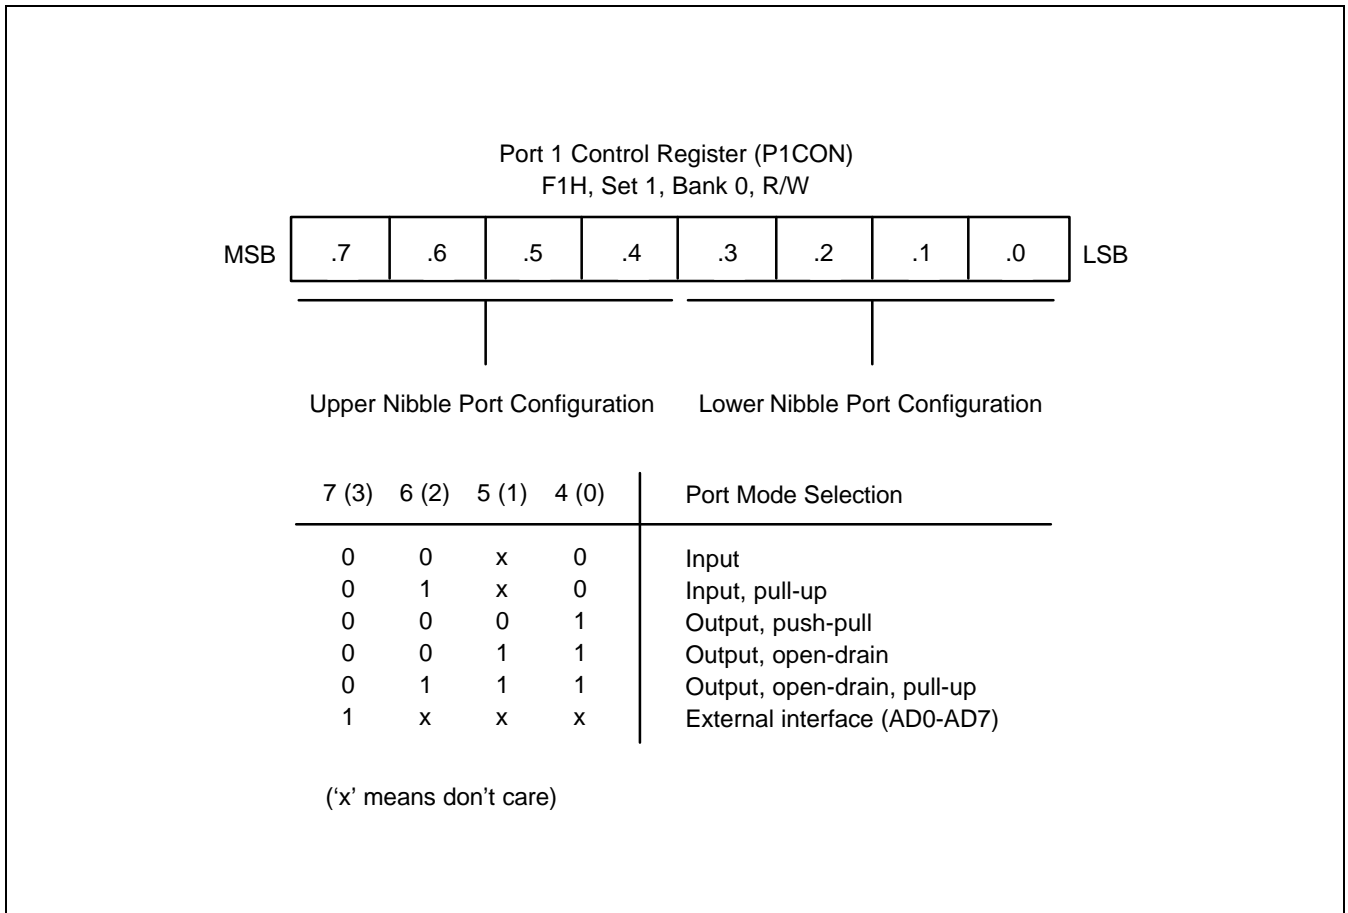 Port 1 Control Register (P1CON)
F1H, Set 1, Bank 0, R/W
MSB .7 .6 .5 .4 .3 .2 .1 .0 LSB
Upper Nibble Port Configuration Lower Nibble Port Configuration
7 (3) 6 (2) 5 (1) 4 (0) Port Mode Selection
0 0 x 0 Input
0 1 x 0 Input, pull-up
0 0 0 1 Output, push-pull
0 0 1 1 Output, open-drain
0 1 1 1 Output, open-drain, pull-up
1 x x x External interface (AD0-AD7)
(‘x’ means don’t care)